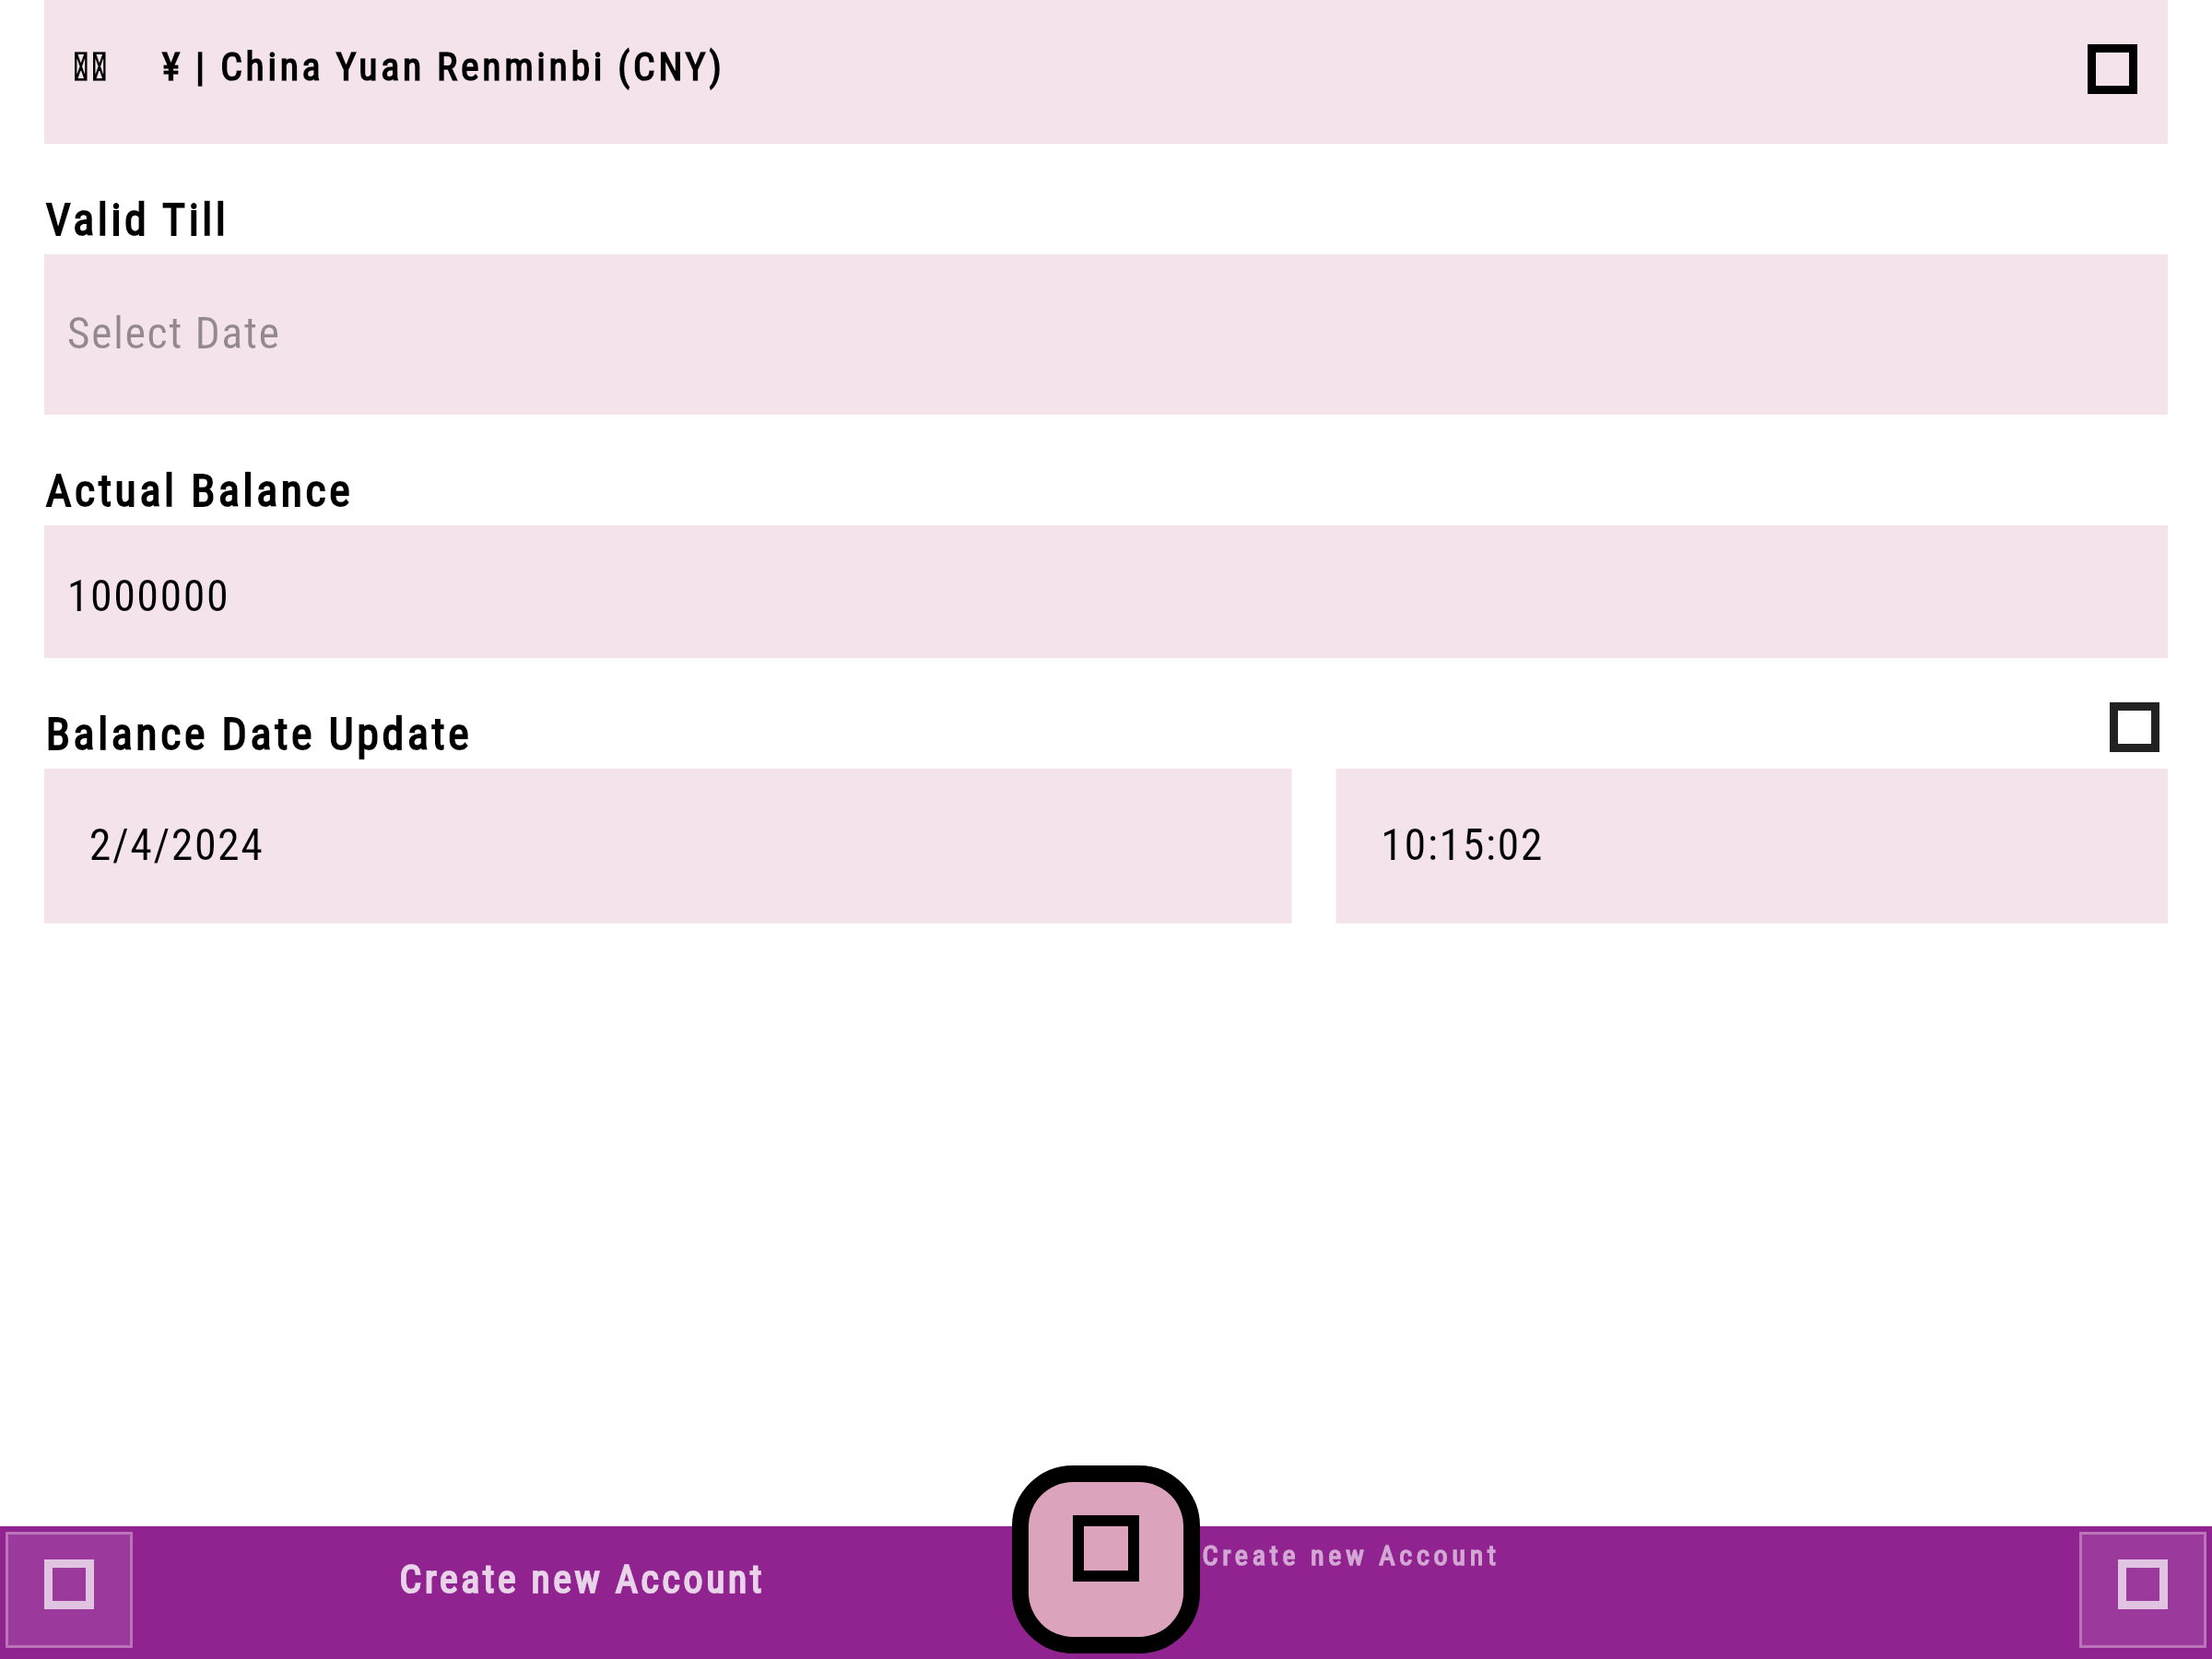 ¥ | China Yuan Renminbi (CNY)
Valid Till
Select Date
Actual Balance
1000000
Balance Date Update
2/4/2024 10:15:02
Create new Account
Create new Account